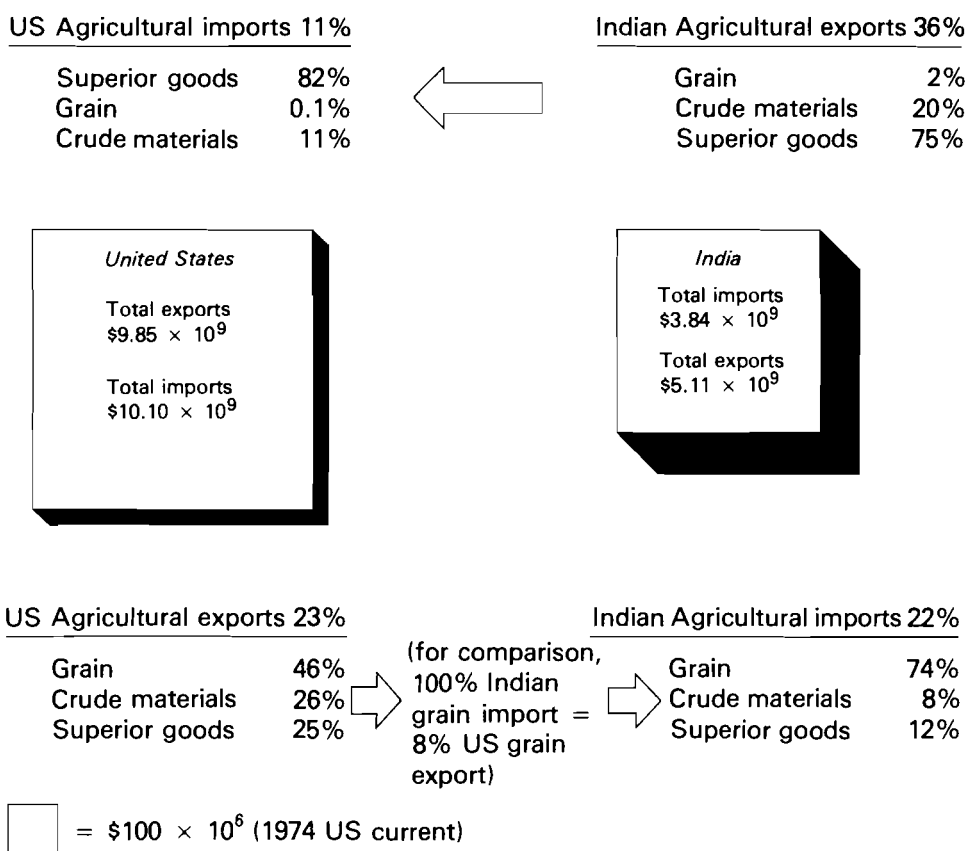 US Agricultural imports 11%
Superior goods 82%
Grain 0.1%
Crude materials 11%
Indian Agricultural exports 36%
Grain 2%
Crude materials 20%
Superior goods 75%
United States
Total exports
$9.85 × 10⁹
Total imports
$10.10 × 10⁹
India
Total imports
$3.84 × 10⁹
Total exports
$5.11 × 10⁹
US Agricultural exports 23%
Grain 46%
Crude materials 26%
Superior goods 25%
(for comparison,
100% Indian
grain import =
8% US grain
export)
Indian Agricultural imports 22%
Grain 74%
Crude materials 8%
Superior goods 12%
= $100 × 10⁶ (1974 US current)